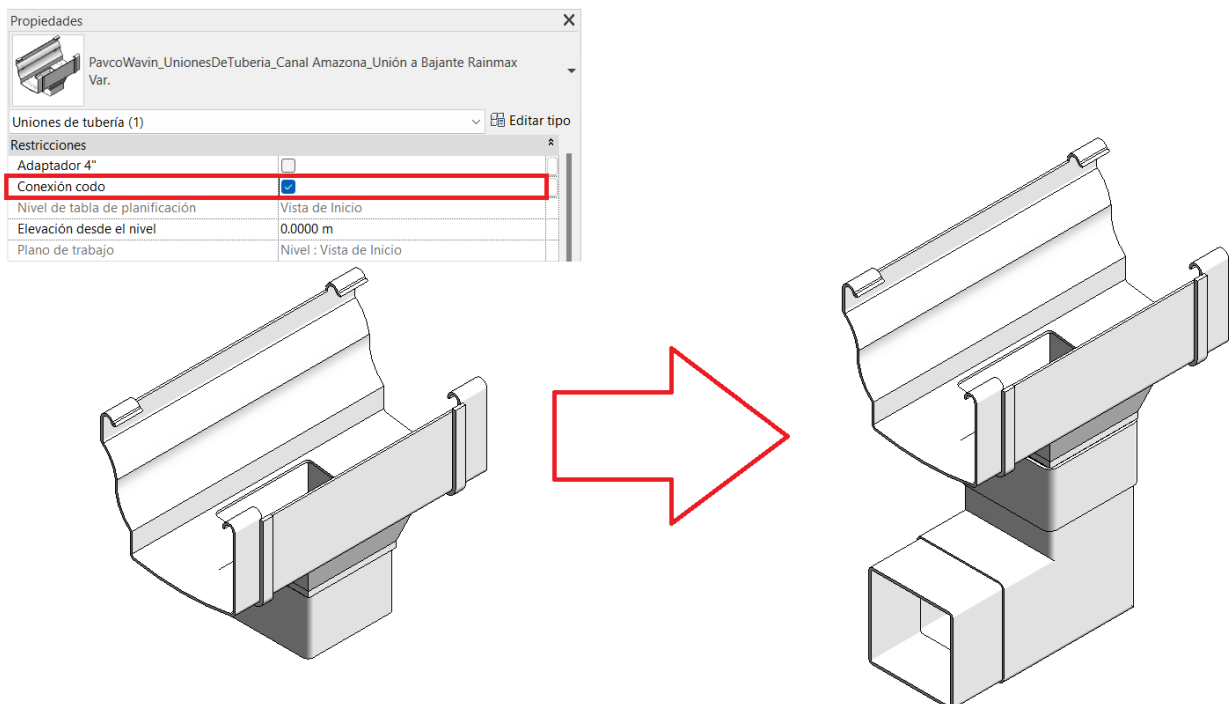 Propiedades
PavcoWavin_UnionesDeTuberia_Canal Amazona_Unión a Bajante Rainmax
Var.
Uniones de tubería (1)
Editar tipo
Restricciones
Adaptador 4"
Conexión codo
Nivel de tabla de planificación Vista de Inicio
Elevación desde el nivel 0.0000 m
Plano de trabajo Nivel : Vista de Inicio